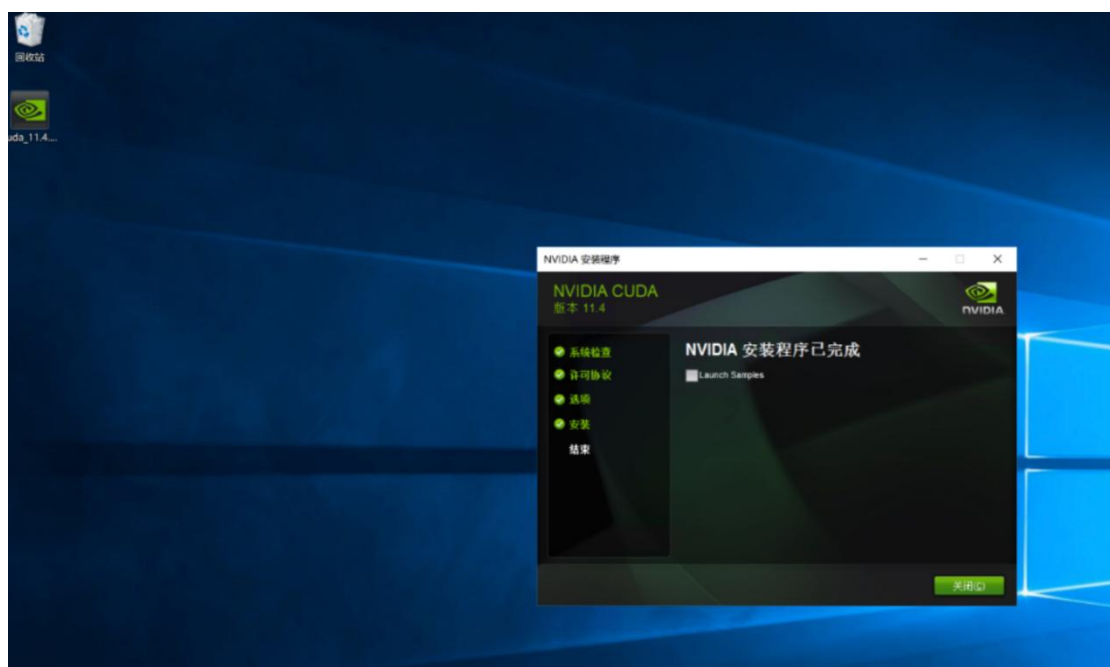 回收站
uda_11.4....
NVIDIA 安装程序
NVIDIA CUDA
版本 11.4
NVIDIA
系统检查
许可协议
选项
安装
结束
NVIDIA 安装程序已完成
Launch Samples
关闭(C)